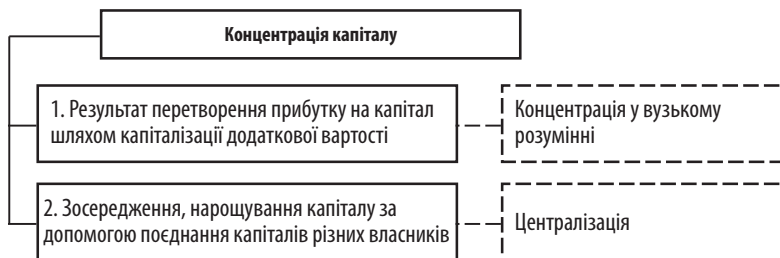 Концентрація капіталу
1. Результат перетворення прибутку на капітал
шляхом капіталізації додаткової вартості
Концентрація у вузькому
розумінні
2. Зосередження, нарощування капіталу за
допомогою поєднання капіталів різних власників
Централізація